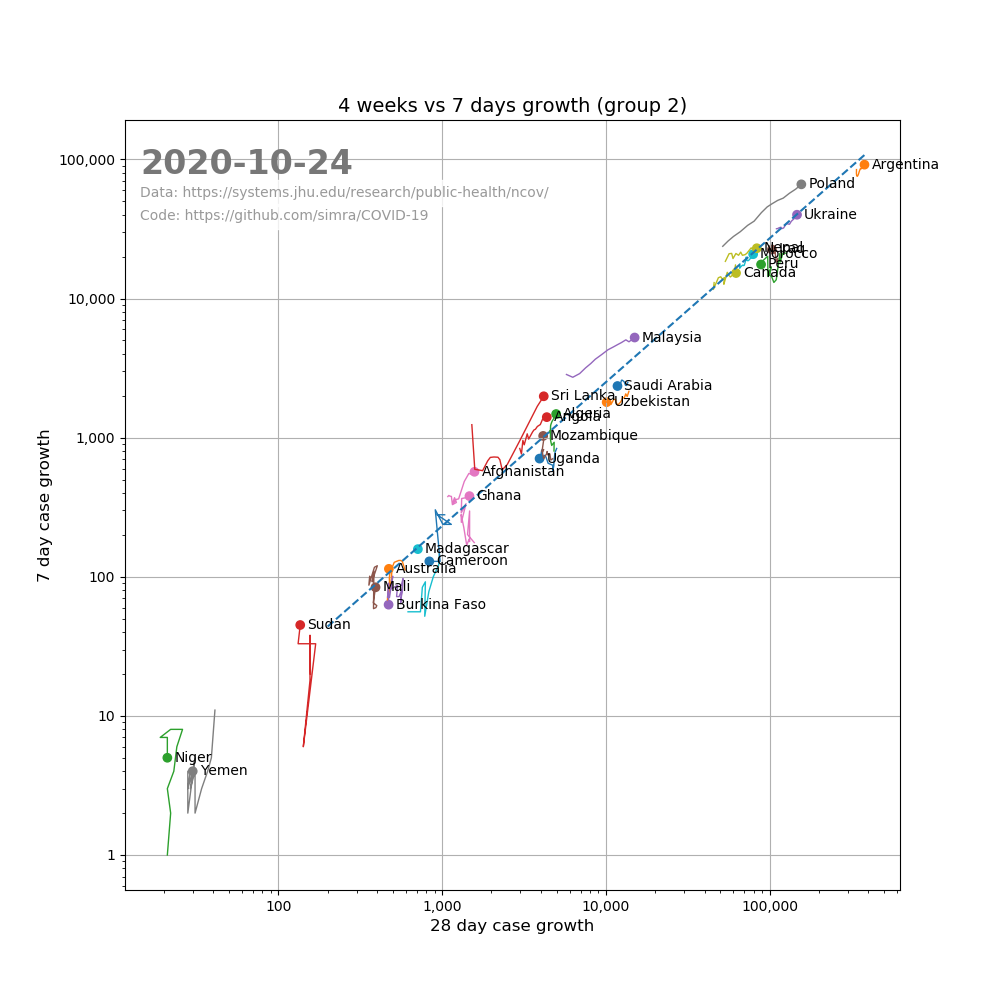 4 weeks vs 7 days growth (group 2)
2020-10-24
Data: https://systems.jhu.edu/research/public-health/ncov/
Code: https://github.com/simra/COVID-19
100,000
10,000
1,000
100
10
1
7 day case growth
Argentina
Poland
Ukraine
Nepal
Morocco
Peru
Canada
Malaysia
Saudi Arabia
Sri Lanka
Uzbekistan
Algeria
Angola
Mozambique
Uganda
Afghanistan
Ghana
Madagascar
Cameroon
Australia
Mali
Burkina Faso
Sudan
Niger
Yemen
100
1,000
10,000
100,000
28 day case growth